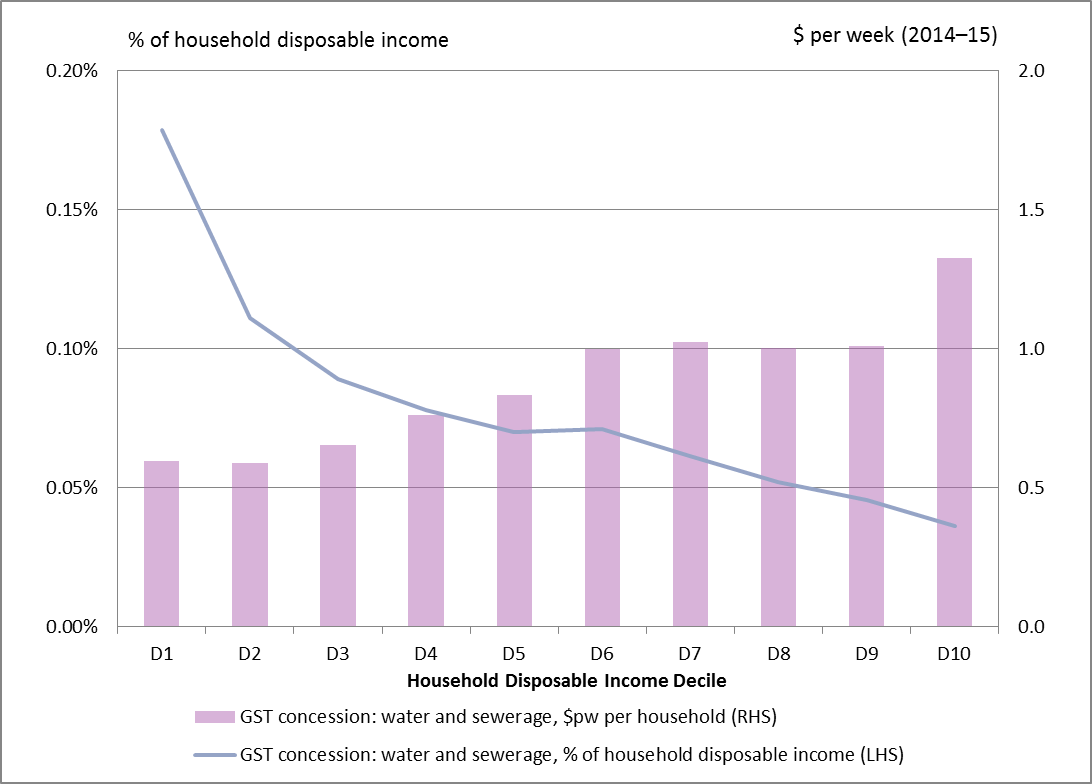 % of household disposable income
$ per week (2014–15)
0.20%
0.15%
0.10%
0.05%
0.00%
2.0
1.5
1.0
0.5
0.0
D1 D2 D3 D4 D5 D6 D7 D8 D9 D10
Household Disposable Income Decile
GST concession: water and sewerage, $pw per household (RHS)
GST concession: water and sewerage, % of household disposable income (LHS)